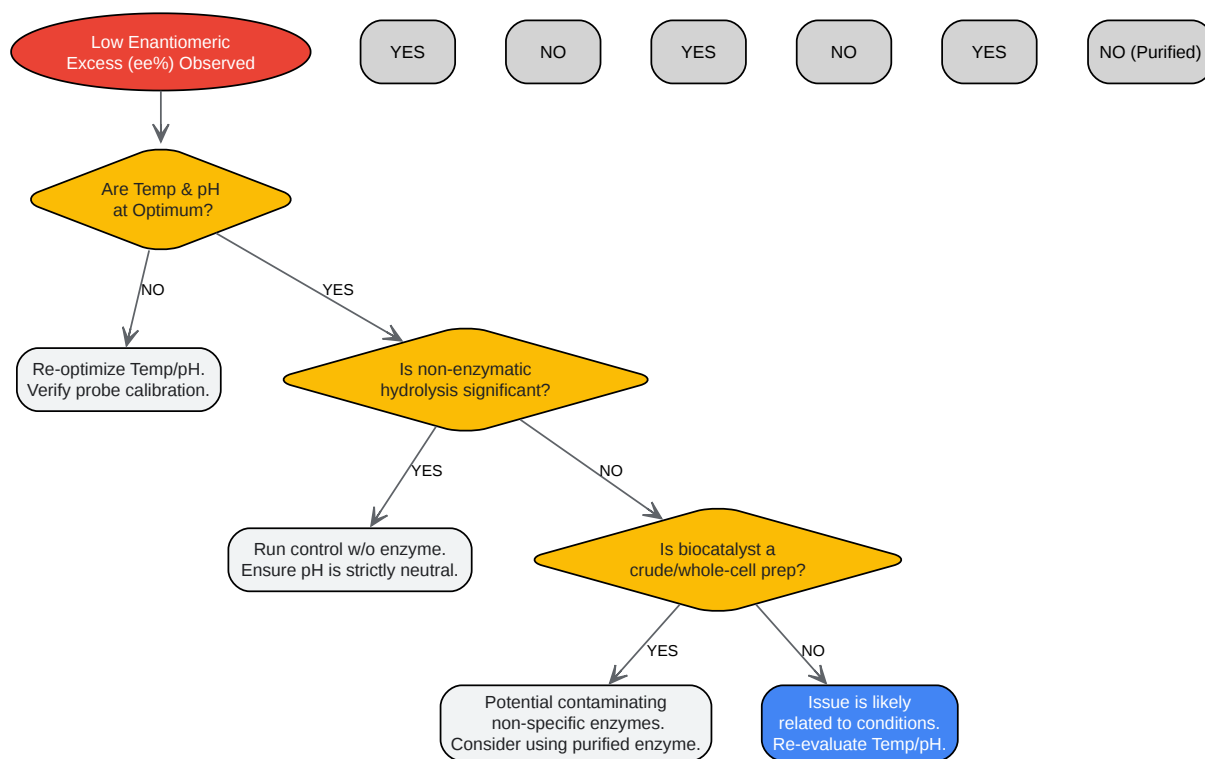 Low Enantiomeric
Excess (ee%) Observed
YES
NO
YES
NO
YES
NO (Purified)
Are Temp & pH
at Optimum?
NO
YES
Re-optimize Temp/pH.
Verify probe calibration.
Is non-enzymatic
hydrolysis significant?
YES
NO
Run control w/o enzyme.
Ensure pH is strictly neutral.
Is biocatalyst a
crude/whole-cell prep?
YES
NO
Potential contaminating
non-specific enzymes.
Consider using purified enzyme.
Issue is likely
related to conditions.
Re-evaluate Temp/pH.